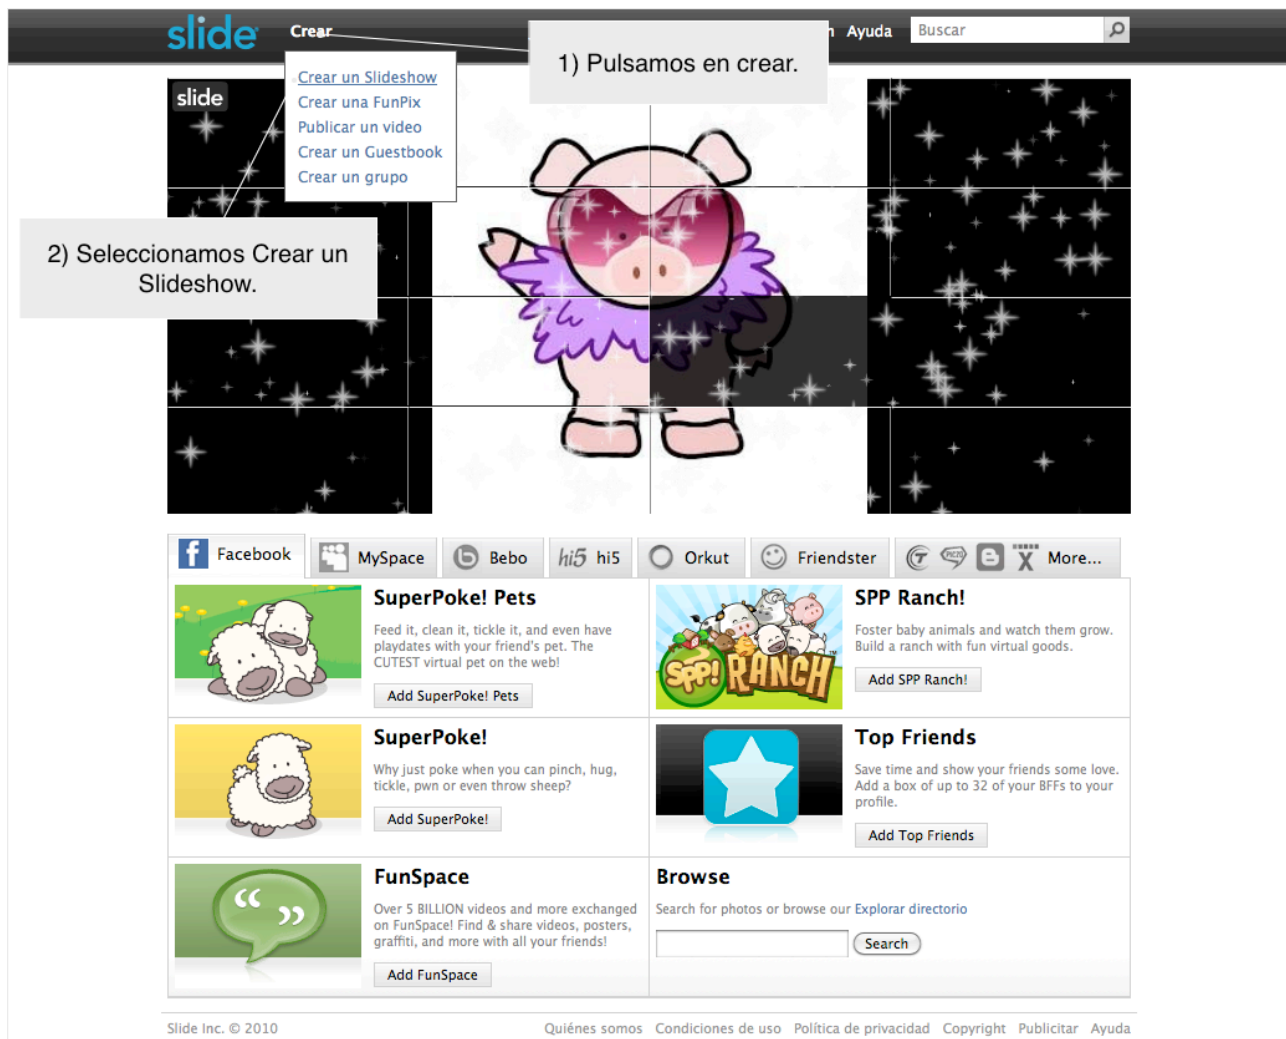 slide
Crear
Ayuda
Buscar
1) Pulsamos en crear.
Crear un Slideshow
Crear una FunPix
Publicar un video
Crear un Guestbook
Crear un grupo
slide
2) Seleccionamos Crear un
Slideshow.
Facebook
MySpace
Bebo
hi5 hi5
Orkut
Friendster
PICZO
More...
SuperPoke! Pets
Feed it, clean it, tickle it, and even have
playdates with your friend's pet. The
CUTEST virtual pet on the web!
Add SuperPoke! Pets
SPP! RANCH
SPP Ranch!
Foster baby animals and watch them grow.
Build a ranch with fun virtual goods.
Add SPP Ranch!
SuperPoke!
Why just poke when you can pinch, hug,
tickle, pwn or even throw sheep?
Add SuperPoke!
Top Friends
Save time and show your friends some love.
Add a box of up to 32 of your BFFs to your
profile.
Add Top Friends
FunSpace
Over 5 BILLION videos and more exchanged
on FunSpace! Find & share videos, posters,
graffiti, and more with all your friends!
Add FunSpace
Browse
Search for photos or browse our Explorar directorio
Search
Slide Inc. © 2010
Quiénes somos Condiciones de uso Política de privacidad Copyright Publicitar Ayuda